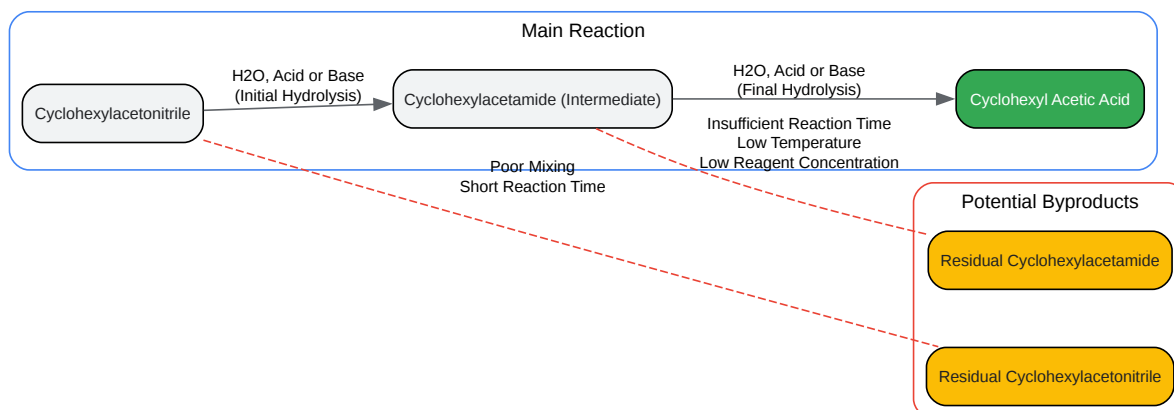 Main Reaction
H2O, Acid or Base
(Initial Hydrolysis)
H2O, Acid or Base
(Final Hydrolysis)
Cyclohexylacetonitrile
Cyclohexylacetamide (Intermediate)
Cyclohexyl Acetic Acid
Insufficient Reaction Time
Low Temperature
Low Reagent Concentration
Poor Mixing
Short Reaction Time
Potential Byproducts
Residual Cyclohexylacetamide
Residual Cyclohexylacetonitrile